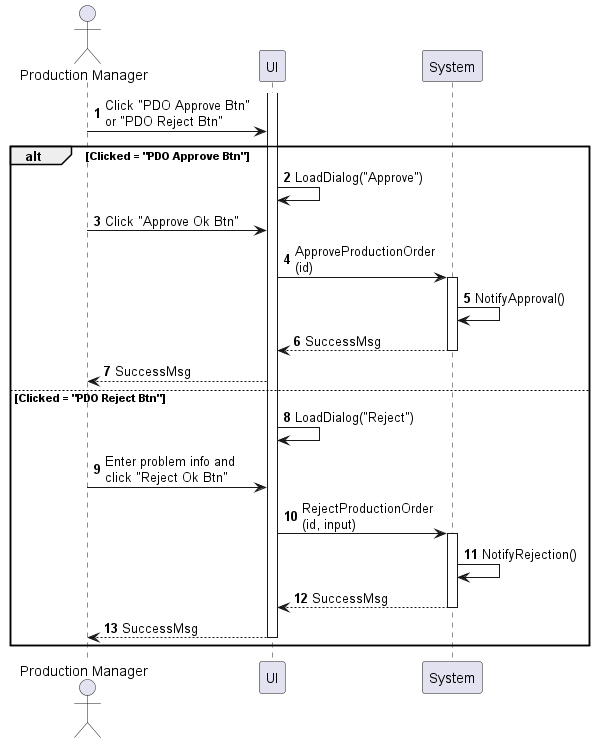 Production Manager
UI
System
1 Click "PDO Approve Btn"
or "PDO Reject Btn"
alt [Clicked = "PDO Approve Btn"]
2 LoadDialog("Approve")
3 Click "Approve Ok Btn"
4 ApproveProductionOrder
(id)
5 NotifyApproval()
6 SuccessMsg
7 SuccessMsg
[Clicked = "PDO Reject Btn"]
8 LoadDialog("Reject")
9 Enter problem info and
click "Reject Ok Btn"
10 RejectProductionOrder
(id, input)
11 NotifyRejection()
12 SuccessMsg
13 SuccessMsg
Production Manager
UI
System